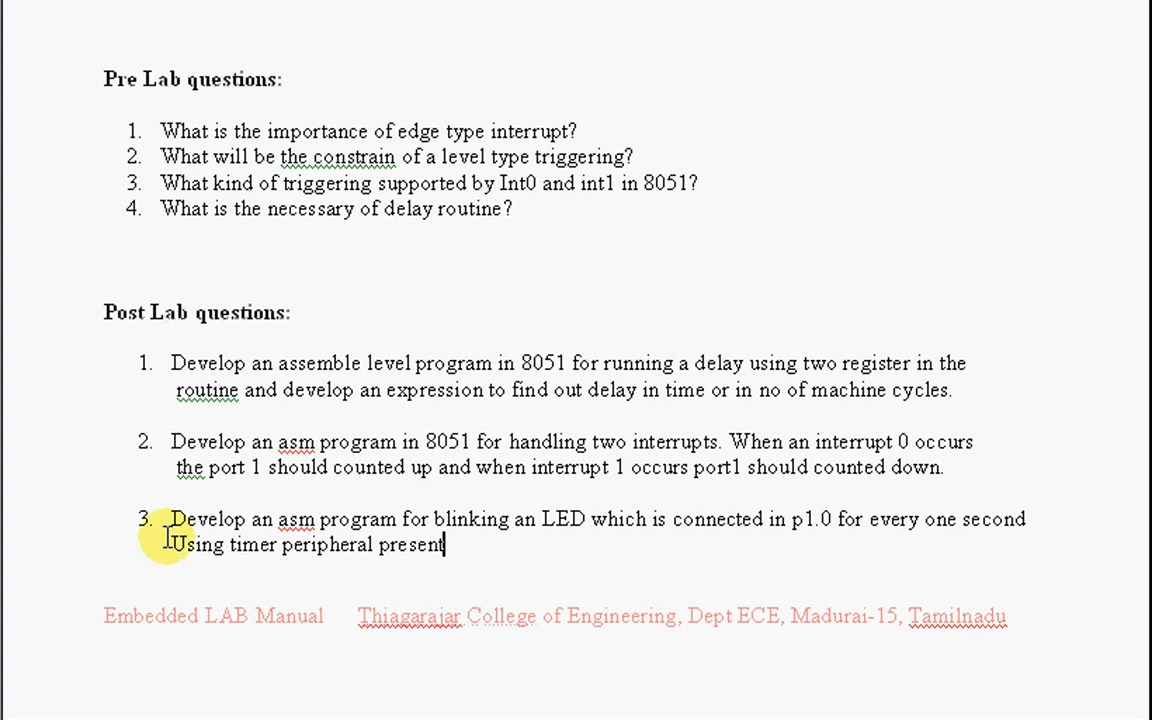 Pre Lab questions:
1. What is the importance of edge type interrupt?
2. What will be the constrain of a level type triggering?
3. What kind of triggering supported by Int0 and int1 in 8051?
4. What is the necessary of delay routine?
Post Lab questions:
1. Develop an assemble level program in 8051 for running a delay using two register in the
routine and develop an expression to find out delay in time or in no of machine cycles.
2. Develop an asm program in 8051 for handling two interrupts. When an interrupt 0 occurs
the port 1 should counted up and when interrupt 1 occurs port1 should counted down.
3. Develop an asm program for blinking an LED which is connected in p1.0 for every one second
Using timer peripheral present
Embedded LAB Manual Thiagarajar College of Engineering, Dept ECE, Madurai-15, Tamilnadu